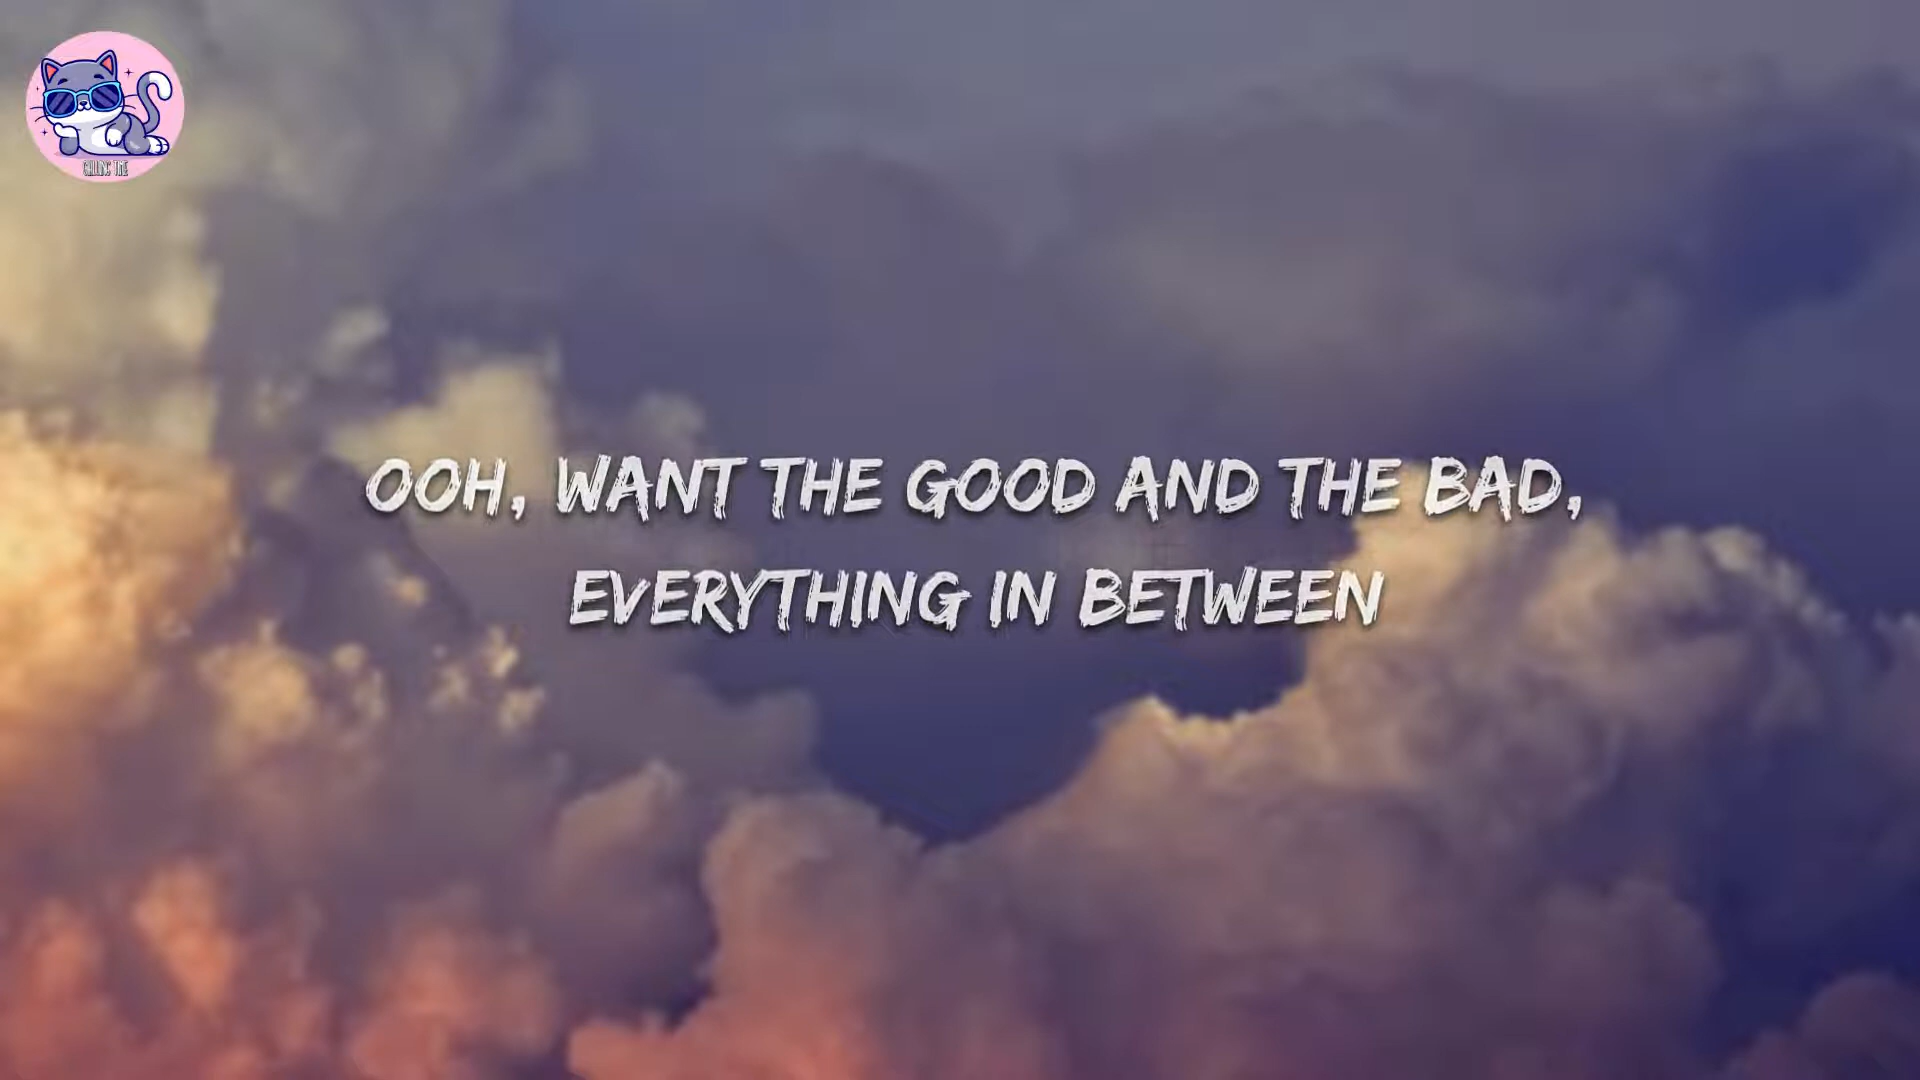 OOH, WANT THE GOOD AND THE BAD,
EVERYTHING IN BETWEEN